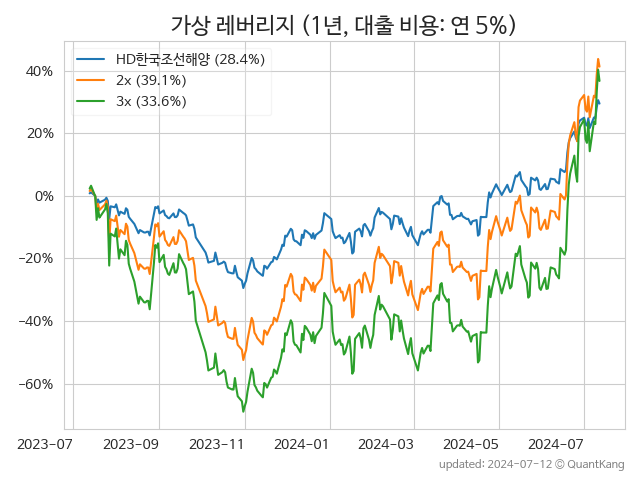 가상 레버리지 (1년, 대출 비용: 연 5%)
HD한국조선해양 (28.4%)
2x (39.1%)
3x (33.6%)
40%
20%
0%
−20%
−40%
−60%
2023-07 2023-09 2023-11 2024-01 2024-03 2024-05 2024-07
updated: 2024-07-12 © QuantKang